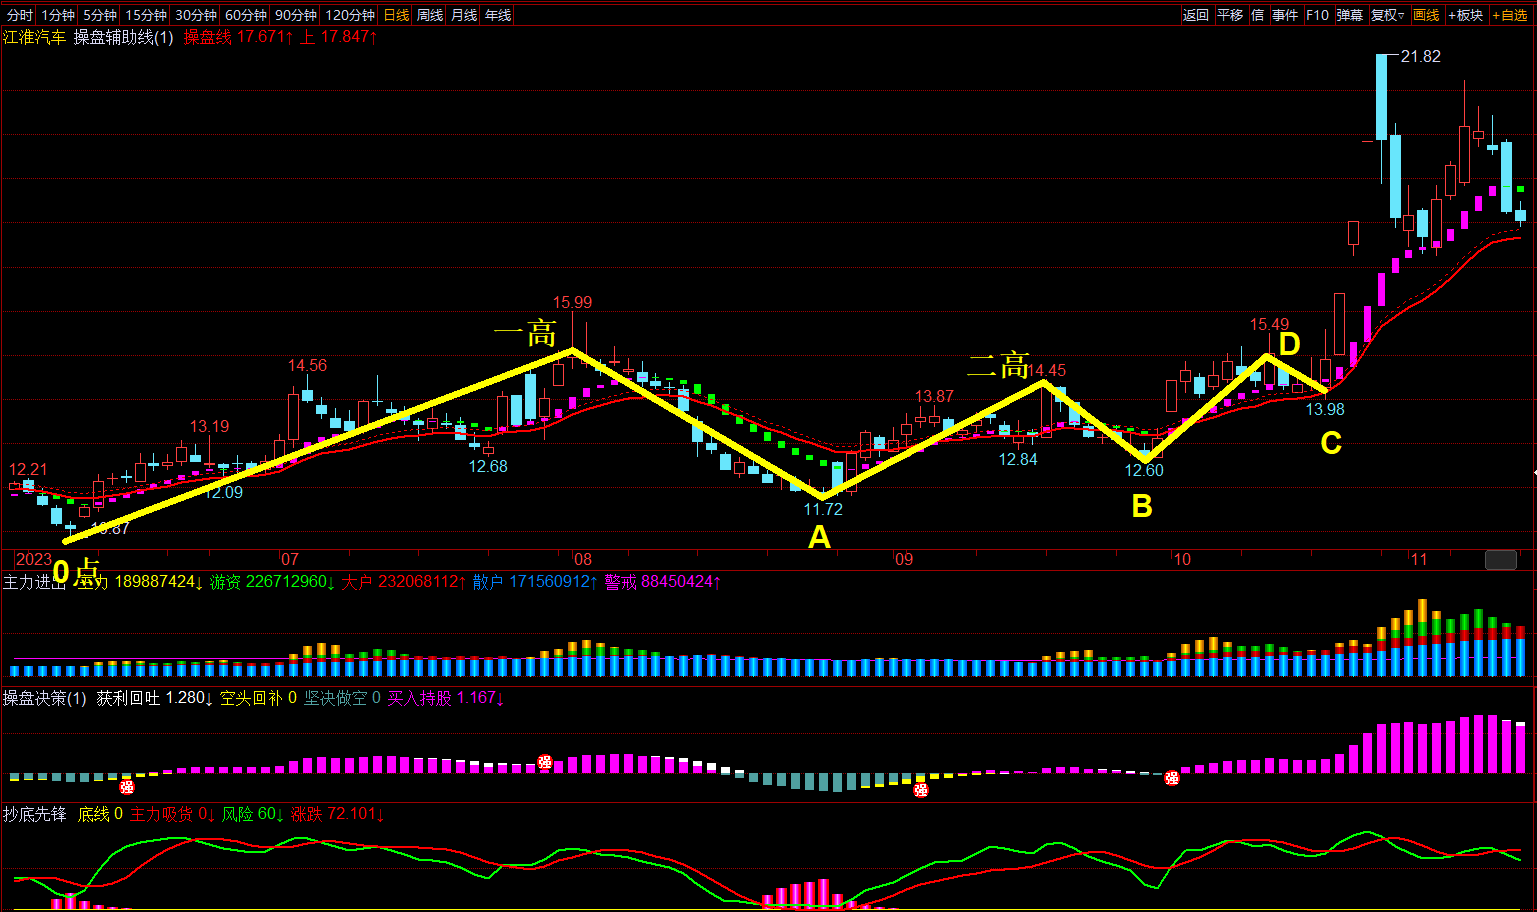 分时 1分钟 5分钟 15分钟 30分钟 60分钟 90分钟 120分钟 日线 周线 月线 年线 返回 平移 信 事件 F10 弹幕 复权▿ 画线 +板块 +自选
江淮汽车 操盘辅助线(1) 操盘线 17.671↑ 上 17.847↑
21.82
15.99
一高
15.49
D
14.56
二高
14.45
13.87
13.98
13.19
C
12.21
12.68
12.84
12.60
12.09
B
11.72
10.87
A
2023 07 08 09 10 11
0点
主力进出 主力 189887424↓ 游资 226712960↓ 大户 232068112↑ 散户 171560912↑ 警戒 88450424↑
操盘决策(1) 获利回吐 1.280↓ 空头回补 0 坚决做空 0 买入持股 1.167↓
强
强
强
强
抄底先锋 底线 0 主力吸货 0↓ 风险 60↓ 涨跌 72.101↓